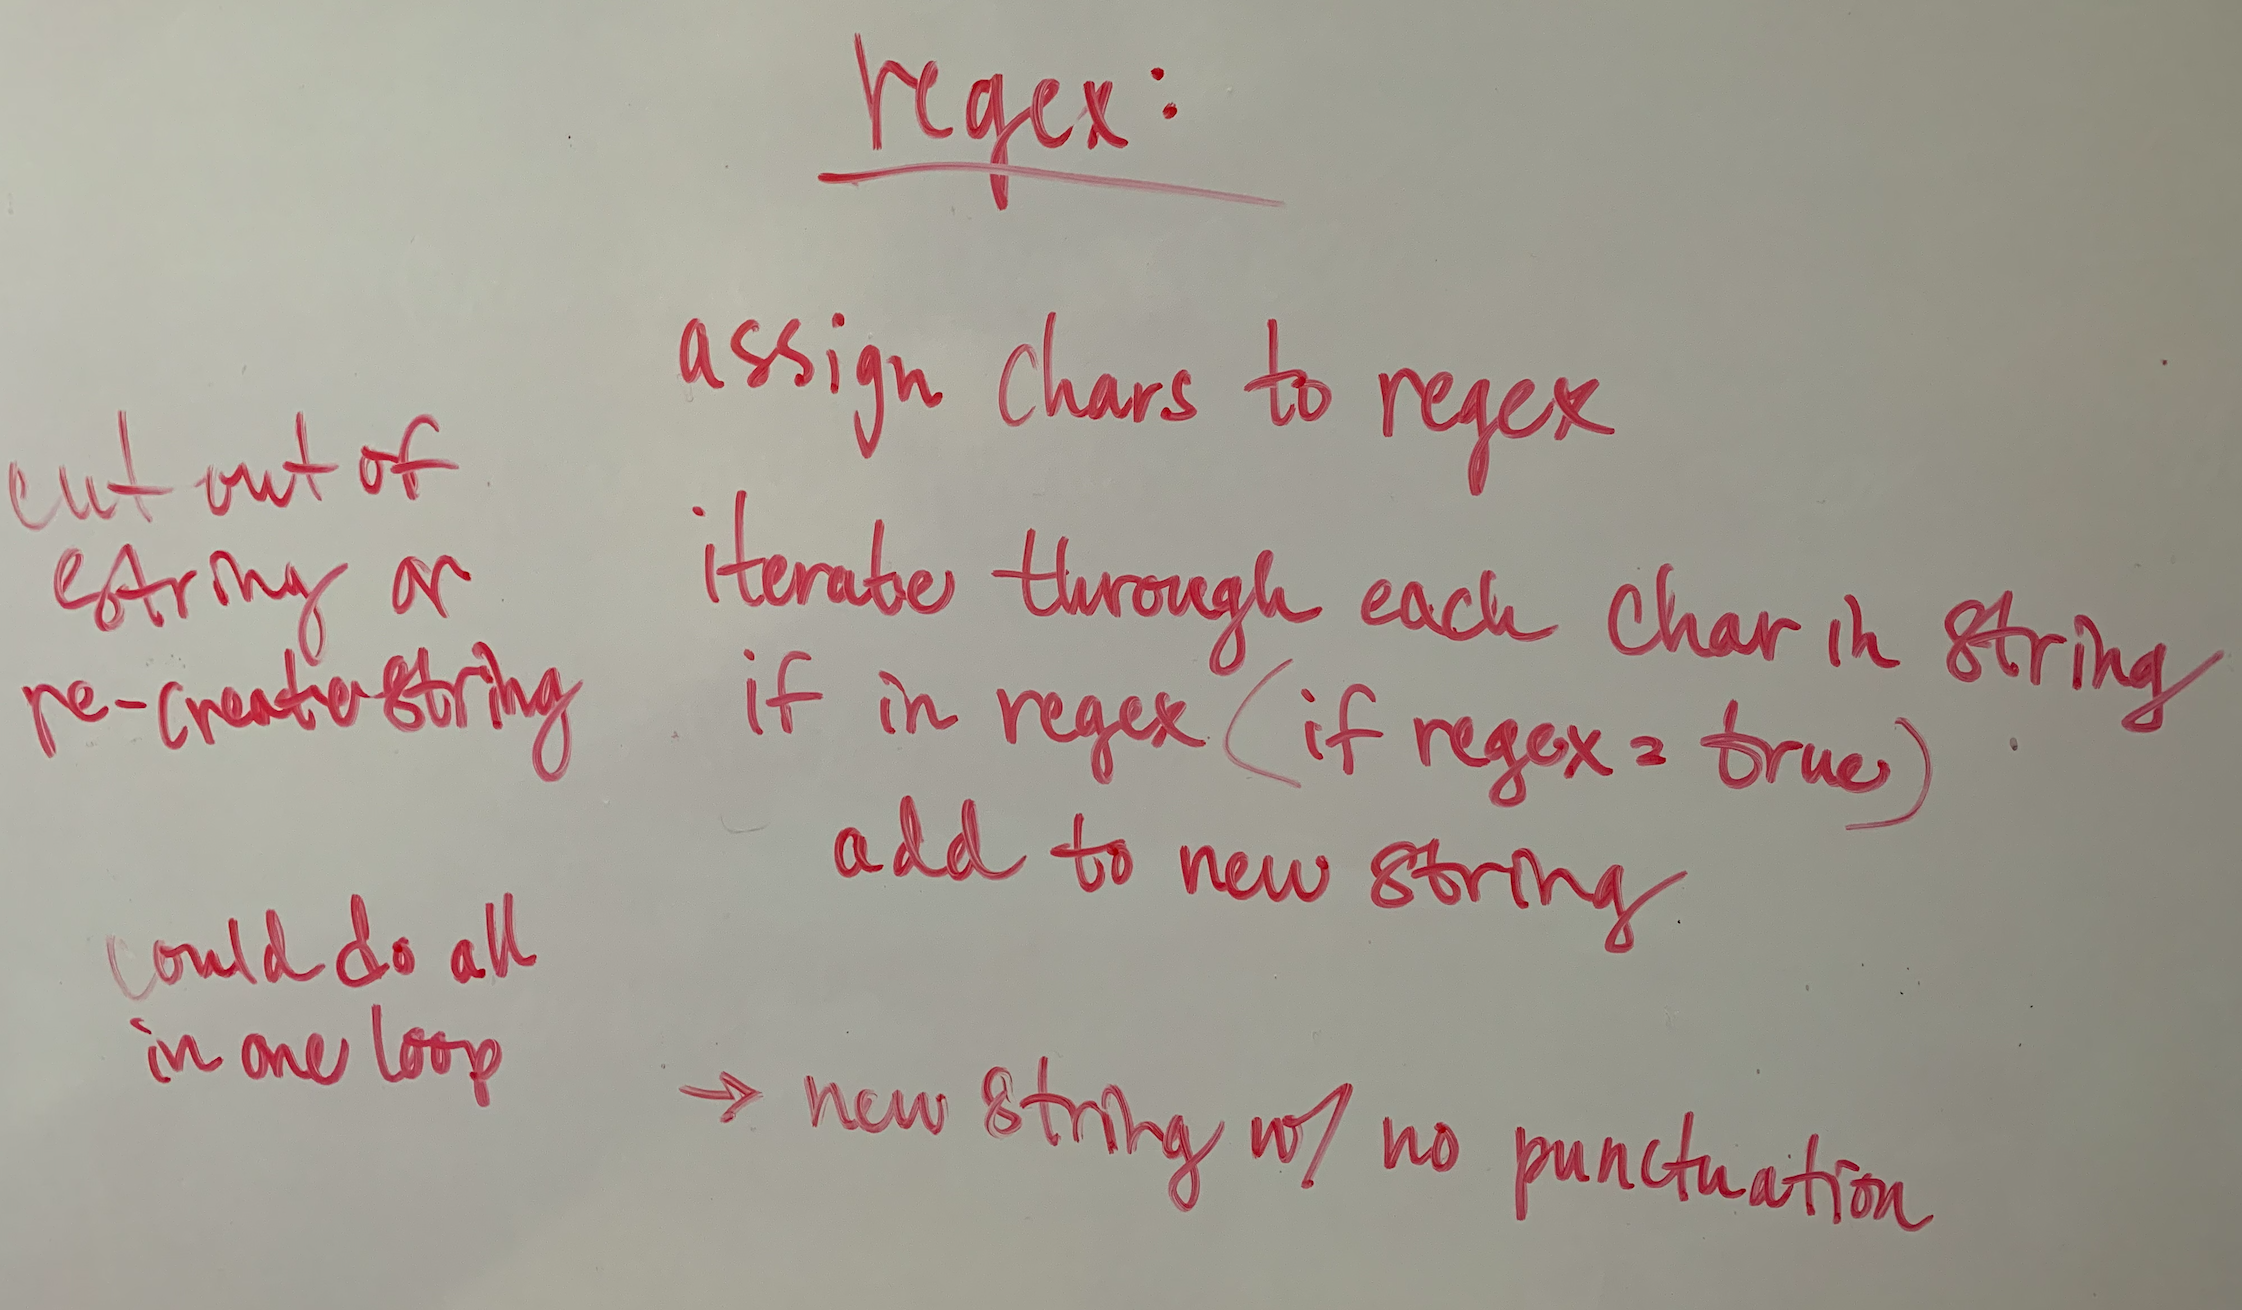 regex:
assign chars to regex
iterate through each char in string
if in regex (if regex = true)
add to new string
→ new string w/ no punctuation
cut out of
string or
re-create string
could do all
in one loop